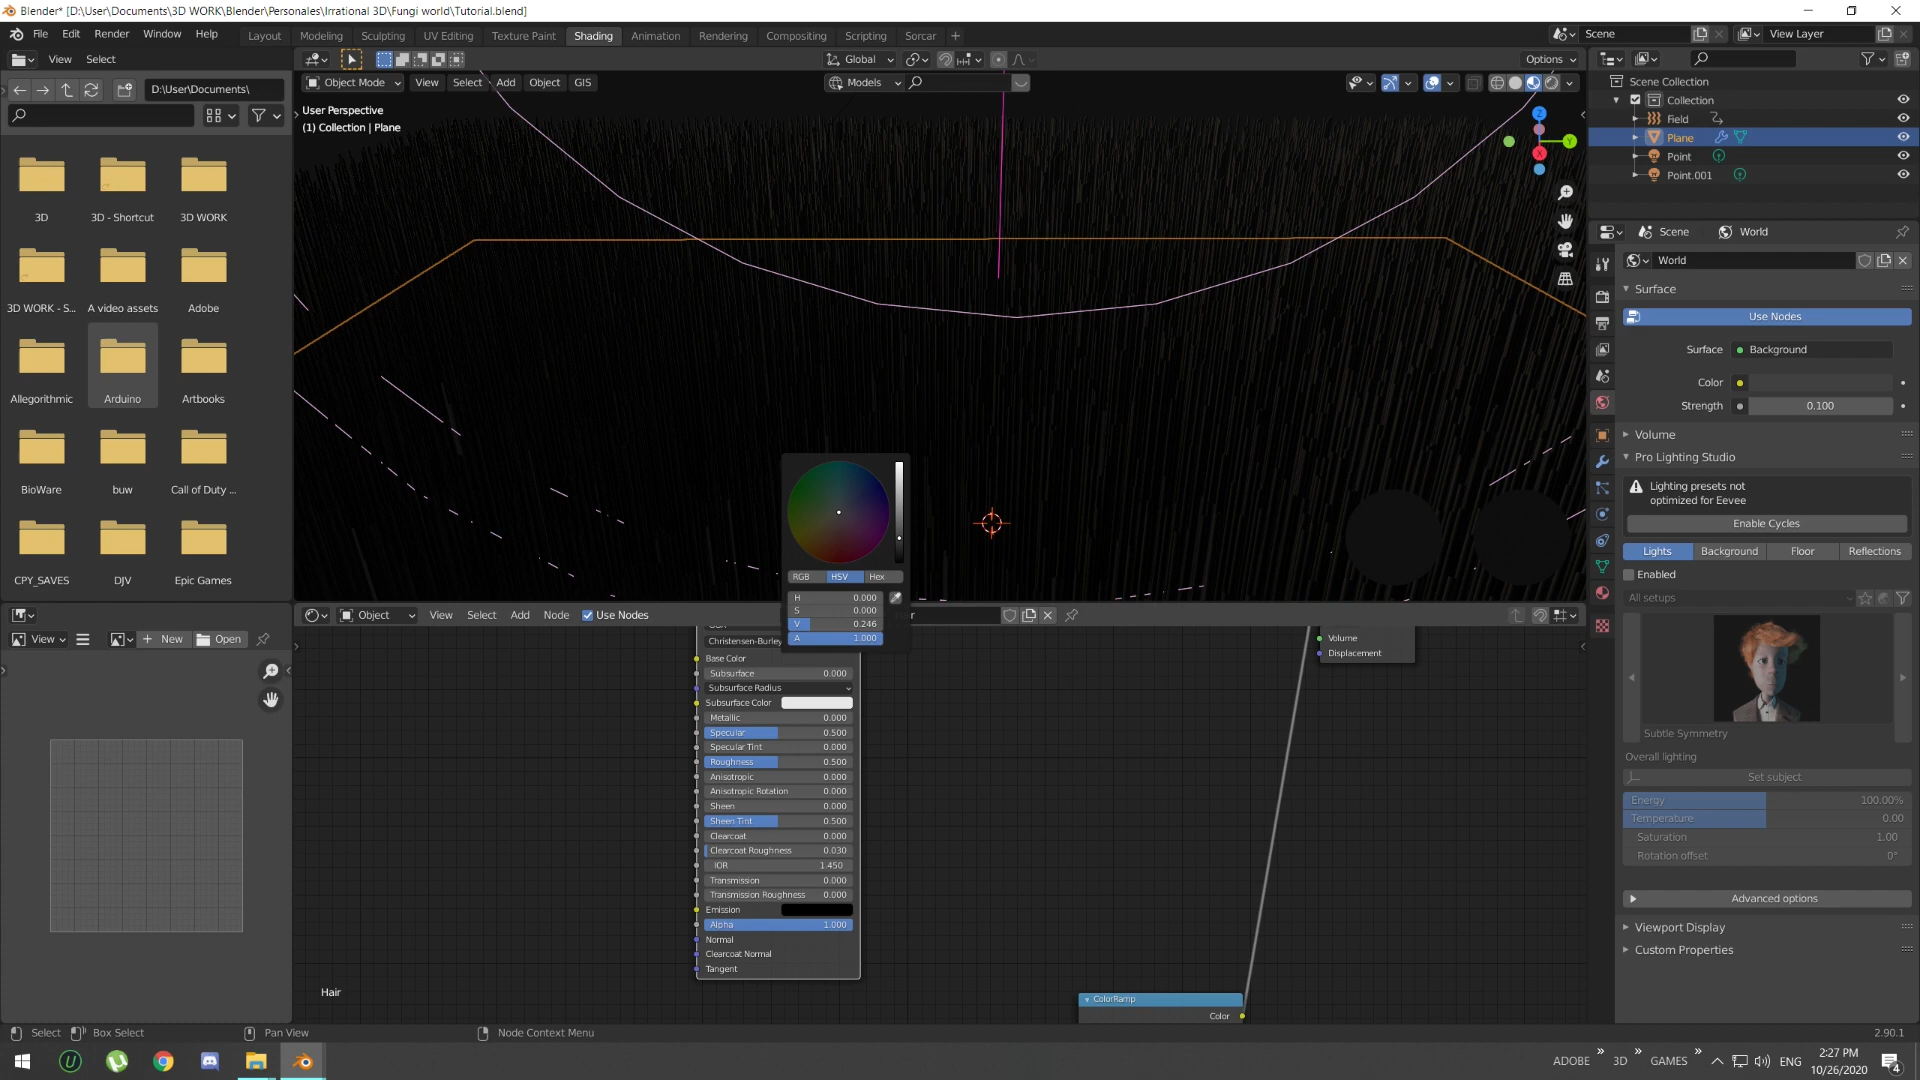 Blender* [D:\User\Documents\3D WORK\Blender\Personales\Irrational 3D\Fungi world\Tutorial.blend]
File Edit Render Window Help Layout Modeling Sculpting UV Editing Texture Paint Shading Animation Rendering Compositing Scripting Sorcar + Scene View Layer
View Select Global Options
D:\User\Documents\ Object Mode View Select Add Object GIS Models
Scene Collection
Collection
Field
Plane
Point
Point.001
User Perspective
(1) Collection | Plane
3D
3D - Shortcut
3D WORK
3D WORK - S...
A video assets
Adobe
Allegorithmic
Arduino
Artbooks
BioWare
buw
Call of Duty ...
CPY_SAVES
DJV
Epic Games
Z
Y
X
Scene World
World
Surface
Use Nodes
Surface Background
Color
Strength 0.100
Volume
Pro Lighting Studio
Lighting presets not
optimized for Eevee
Enable Cycles
Lights Background Floor Reflections
Enabled
All setups
Subtle Symmetry
Overall lighting
Set subject
Energy 100.00%
Temperature 0.00
Saturation 1.00
Rotation offset 0°
Advanced options
Viewport Display
Custom Properties
RGB HSV Hex
H 0.000
S 0.000
V 0.246
A 1.000
Object View Select Add Node Use Nodes
View New Open
Christensen-Burley
Base Color
Subsurface 0.000
Subsurface Radius
Subsurface Color
Metallic 0.000
Specular 0.500
Specular Tint 0.000
Roughness 0.500
Anisotropic 0.000
Anisotropic Rotation 0.000
Sheen 0.000
Sheen Tint 0.500
Clearcoat 0.000
Clearcoat Roughness 0.030
IOR 1.450
Transmission 0.000
Transmission Roughness 0.000
Emission
Alpha 1.000
Normal
Clearcoat Normal
Tangent
Volume
Displacement
Hair
ColorRamp
Color
Select Box Select Pan View Node Context Menu 2.90.1
ADOBE » 3D » GAMES » ENG 2:27 PM
10/26/2020
4